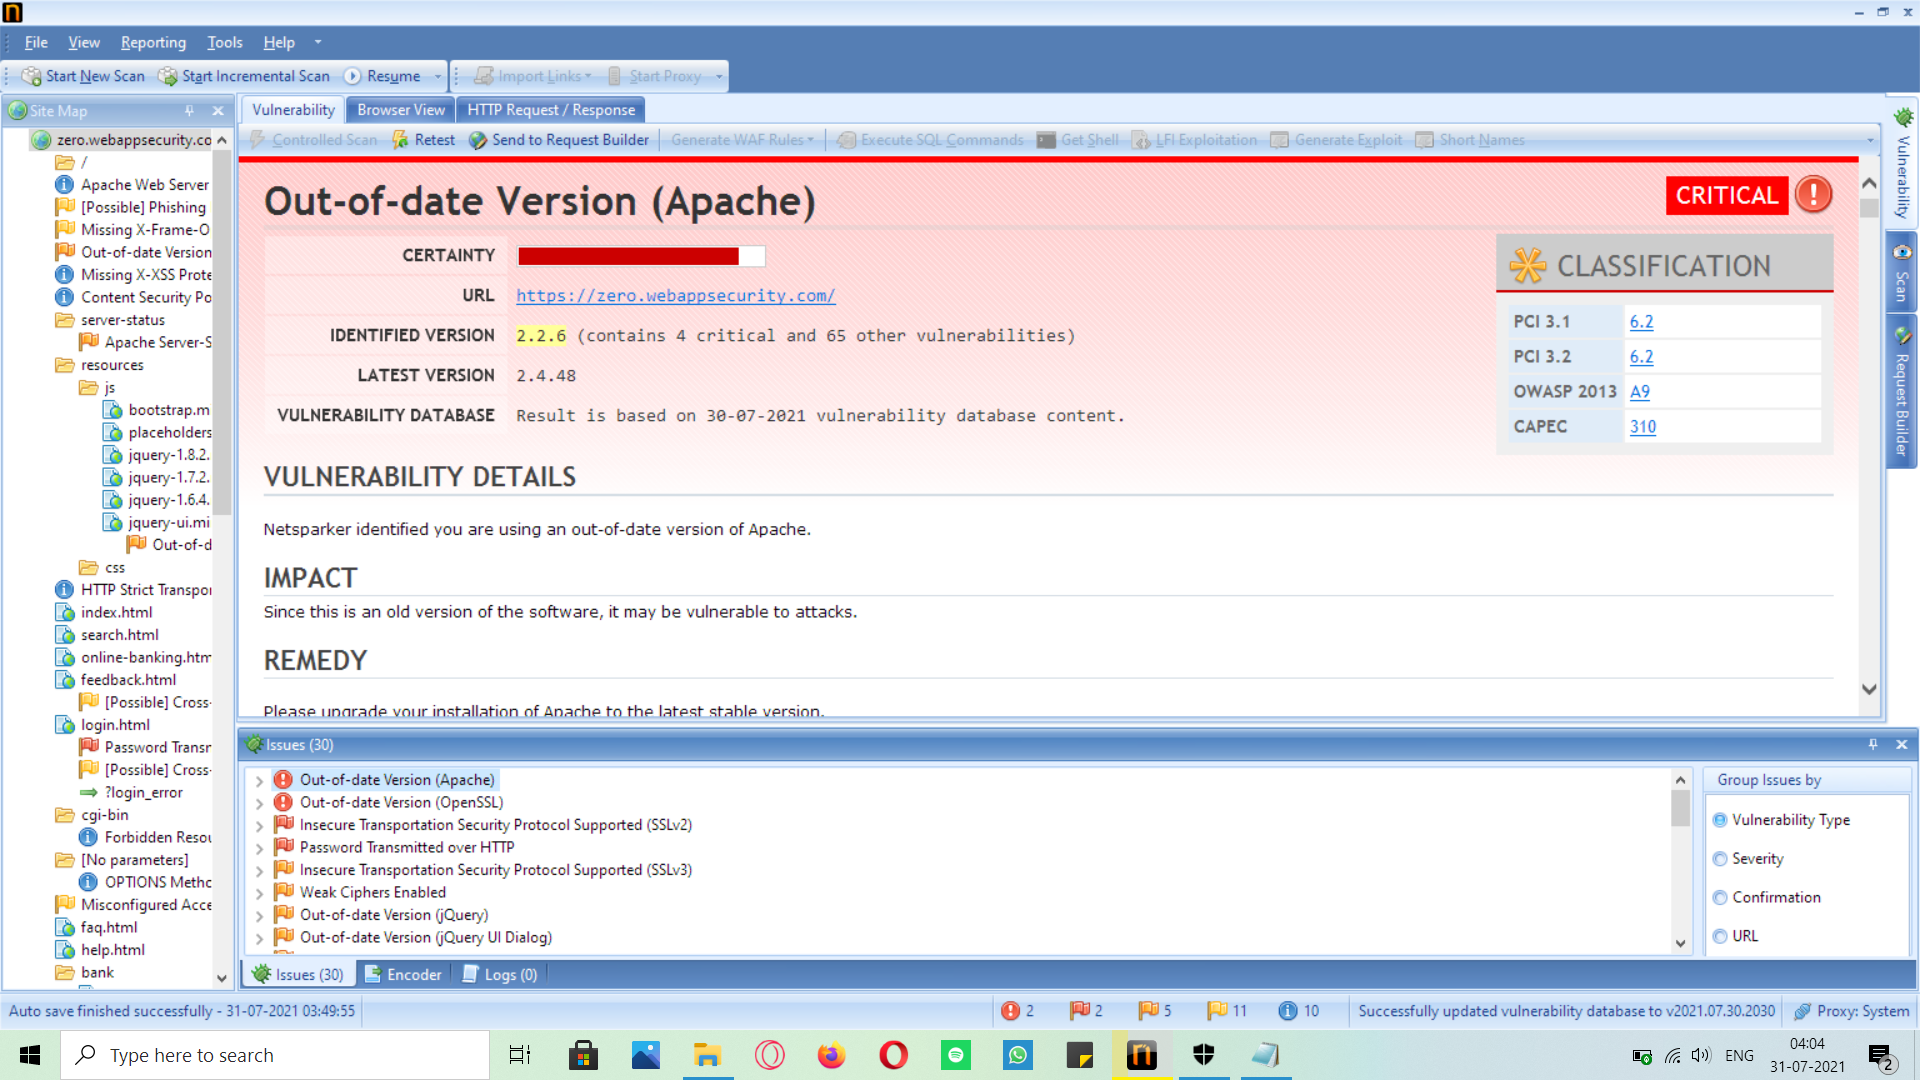 File View Reporting Tools Help
Start New Scan Start Incremental Scan Resume Import Links Start Proxy
Site Map
zero.webappsecurity.co
/
Apache Web Server
[Possible] Phishing
Missing X-Frame-O
Out-of-date Version
Missing X-XSS Prote
Content Security Po
server-status
Apache Server-S
resources
js
bootstrap.m
placeholders
jquery-1.8.2.
jquery-1.7.2.
jquery-1.6.4.
jquery-ui.mi
Out-of-d
css
HTTP Strict Transpor
index.html
search.html
online-banking.htm
feedback.html
[Possible] Cross-
login.html
Password Transm
[Possible] Cross-
?login_error
cgi-bin
Forbidden Resou
[No parameters]
OPTIONS Metho
Misconfigured Acce
faq.html
help.html
bank
Vulnerability Browser View HTTP Request / Response
Controlled Scan Retest Send to Request Builder Generate WAF Rules Execute SQL Commands Get Shell LFI Exploitation Generate Exploit Short Names
Out-of-date Version (Apache)
CRITICAL
CERTAINTY
URL https://zero.webappsecurity.com/
IDENTIFIED VERSION 2.2.6 (contains 4 critical and 65 other vulnerabilities)
LATEST VERSION 2.4.48
VULNERABILITY DATABASE Result is based on 30-07-2021 vulnerability database content.
CLASSIFICATION
PCI 3.1 6.2
PCI 3.2 6.2
OWASP 2013 A9
CAPEC 310
VULNERABILITY DETAILS
Netsparker identified you are using an out-of-date version of Apache.
IMPACT
Since this is an old version of the software, it may be vulnerable to attacks.
REMEDY
Please upgrade your installation of Apache to the latest stable version.
Vulnerability
Scan
Request Builder
Issues (30)
Out-of-date Version (Apache)
Out-of-date Version (OpenSSL)
Insecure Transportation Security Protocol Supported (SSLv2)
Password Transmitted over HTTP
Insecure Transportation Security Protocol Supported (SSLv3)
Weak Ciphers Enabled
Out-of-date Version (jQuery)
Out-of-date Version (jQuery UI Dialog)
Group Issues by
Vulnerability Type
Severity
Confirmation
URL
Issues (30) Encoder Logs (0)
Auto save finished successfully - 31-07-2021 03:49:55 2 2 5 11 10 Successfully updated vulnerability database to v2021.07.30.2030 Proxy: System
Type here to search
ENG
04:04
31-07-2021
2